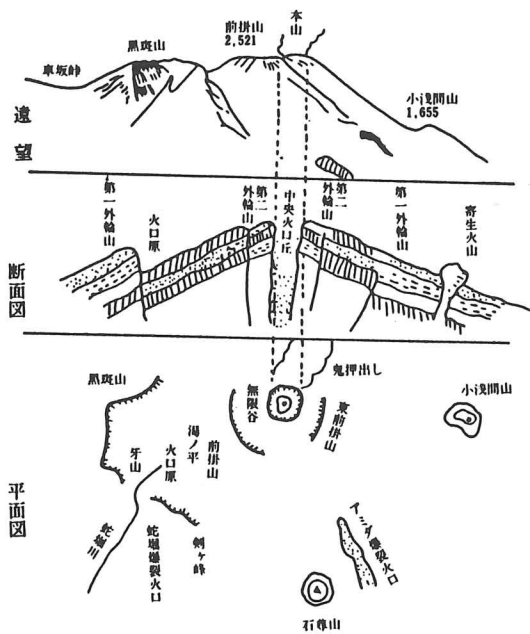 遠望
車坂峠
黒斑山
前掛山
2,521
本山
小浅間山
1,655
断面図
第一外輪山
火口原
第二外輪山
中央火口丘
第二外輪山
第一外輪山
寄生火山
平面図
黒斑山
牙山
火口原
湯ノ平
前掛山
無限谷
鬼押出し
東前掛山
小浅間山
蛇堀爆裂火口
剣ヶ峰
アミダ爆裂火口
石尊山